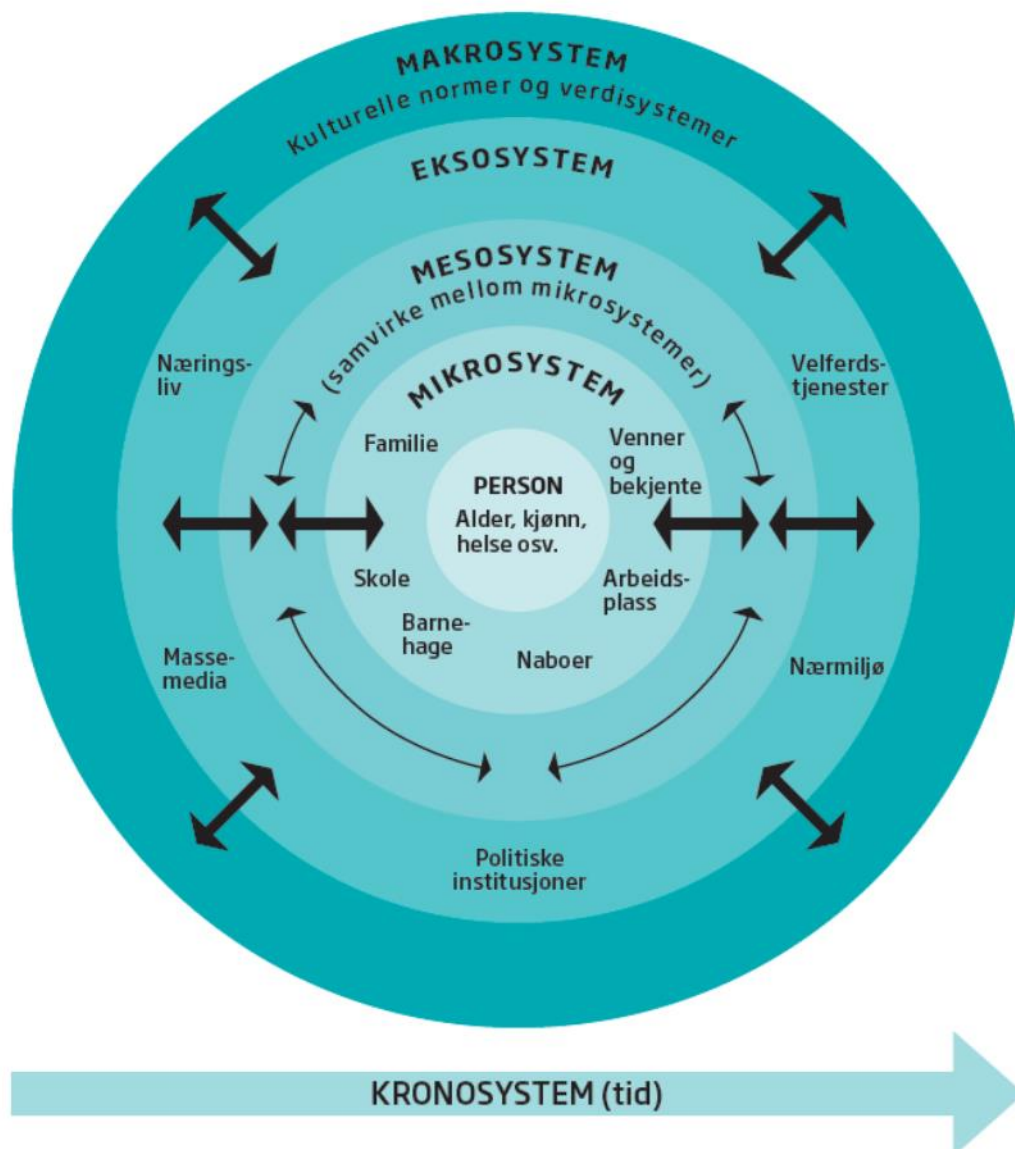 MAKROSYSTEM
Kulturelle normer og verdisystemer
EKSOSYSTEM
MESOSYSTEM
(samvirke mellom mikrosystemer)
MIKROSYSTEM
Nærings-
liv
Velferds-
tjenester
Familie
Venner
og
bekjente
PERSON
Alder, kjønn,
helse osv.
Skole
Arbeids-
plass
Barne-
hage
Naboer
Masse-
media
Nærmiljø
Politiske
institusjoner
KRONOSYSTEM (tid)